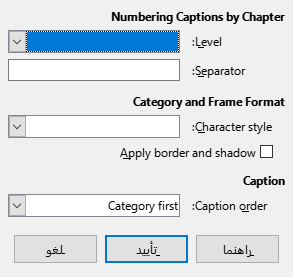 Numbering Captions by Chapter
Level:
Separator:
Category and Frame Format
Character style:
Apply border and shadow
Caption
Caption order: Category first
راهنما تأیید لغو